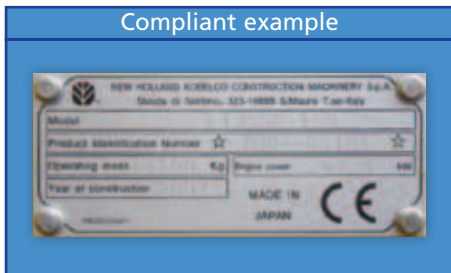 Compliant example
NEW HOLLAND KOBELCO CONSTRUCTION MACHINERY S.p.A
Model
Product Identification Number ☆ ☆
Operating mass Kg Engine power kW
Year of construction
MADE IN
JAPAN CE